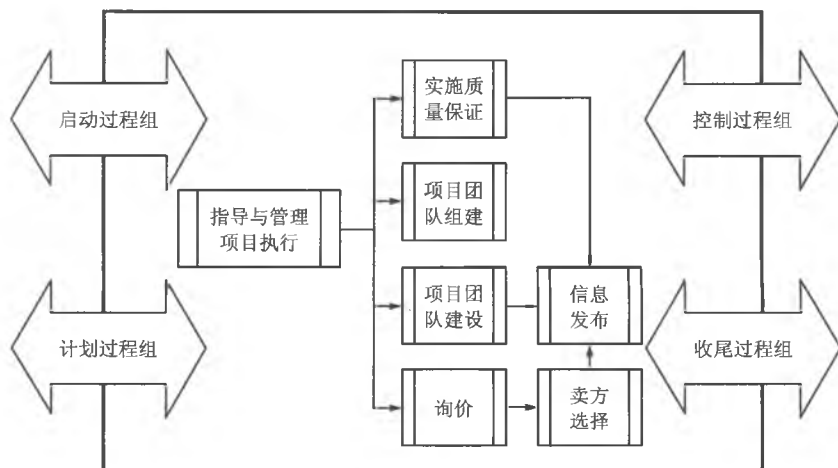 启动过程组
实施质
量保证
控制过程组
项目团
队组建
指导与管理
项目执行
项目团
队建设
信息
发布
计划过程组
收尾过程组
询价
卖方
选择